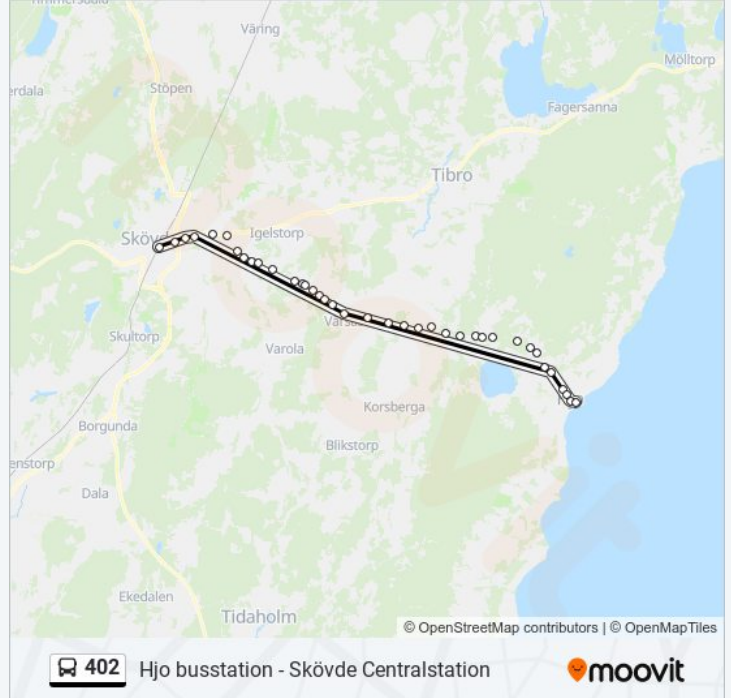 Väring
Stöpen
Mölltorp
Fagersanna
Tibro
Igelstorp
Skultorp
Varola
Korsberga
Borgunda
Blikstorp
Dala
Ekedalen
Tidaholm
© OpenStreetMap contributors | © OpenMapTiles
402 Hjo busstation - Skövde Centralstation moovit